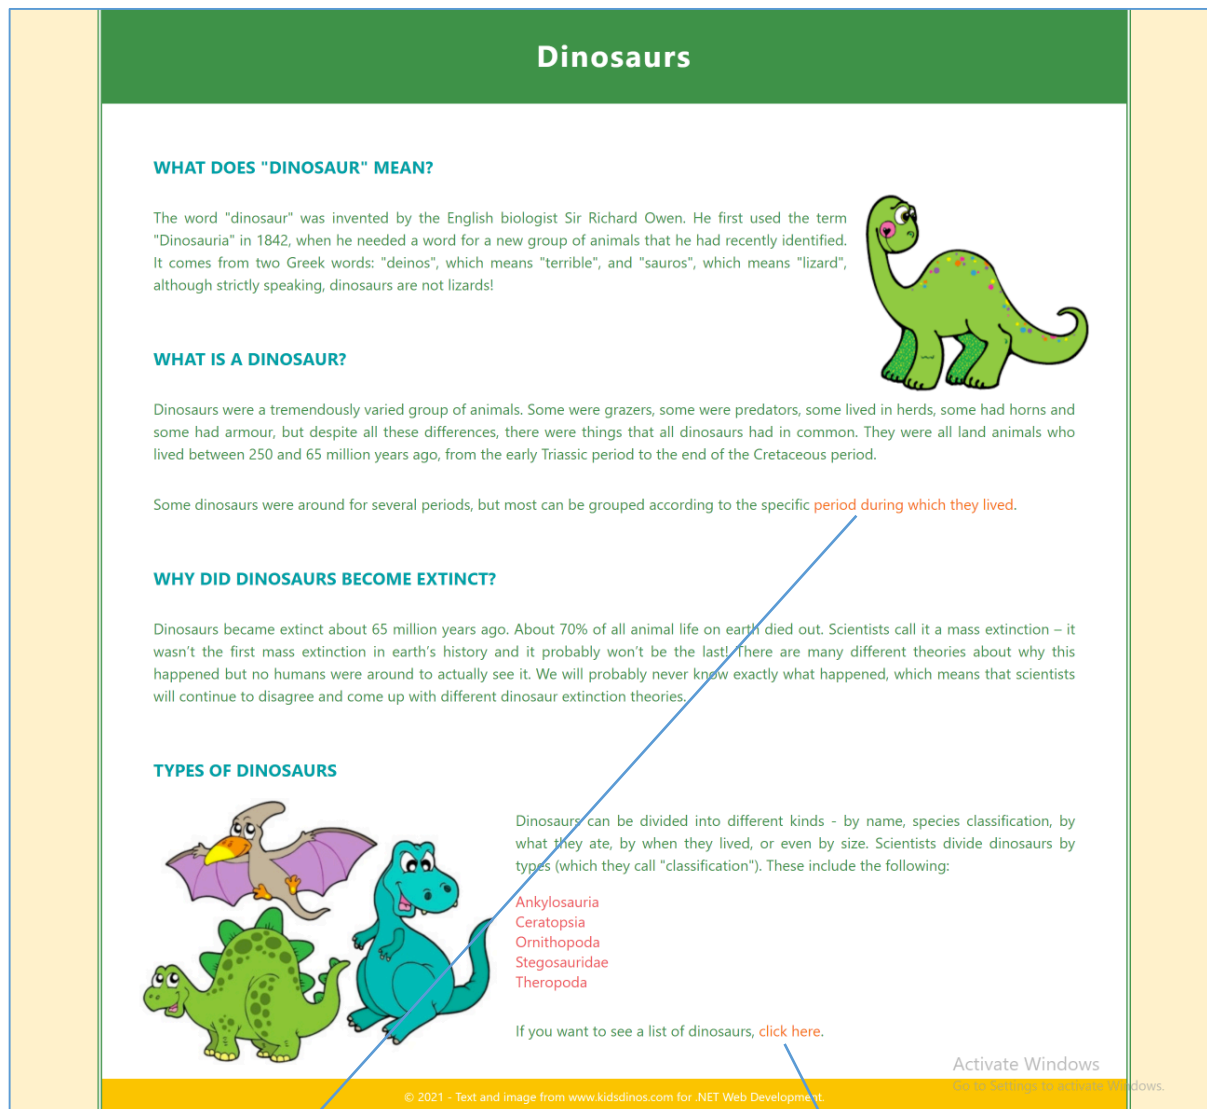 Dinosaurs
WHAT DOES "DINOSAUR" MEAN?
The word "dinosaur" was invented by the English biologist Sir Richard Owen. He first used the term
"Dinosauria" in 1842, when he needed a word for a new group of animals that he had recently identified.
It comes from two Greek words: "deinos", which means "terrible", and "sauros", which means "lizard",
although strictly speaking, dinosaurs are not lizards!
WHAT IS A DINOSAUR?
Dinosaurs were a tremendously varied group of animals. Some were grazers, some were predators, some lived in herds, some had horns and
some had armour, but despite all these differences, there were things that all dinosaurs had in common. They were all land animals who
lived between 250 and 65 million years ago, from the early Triassic period to the end of the Cretaceous period.
Some dinosaurs were around for several periods, but most can be grouped according to the specific period during which they lived.
WHY DID DINOSAURS BECOME EXTINCT?
Dinosaurs became extinct about 65 million years ago. About 70% of all animal life on earth died out. Scientists call it a mass extinction – it
wasn't the first mass extinction in earth's history and it probably won't be the last! There are many different theories about why this
happened but no humans were around to actually see it. We will probably never know exactly what happened, which means that scientists
will continue to disagree and come up with different dinosaur extinction theories.
TYPES OF DINOSAURS
Dinosaurs can be divided into different kinds - by name, species classification, by
what they ate, by when they lived, or even by size. Scientists divide dinosaurs by
types (which they call "classification"). These include the following:
Ankylosauria
Ceratopsia
Ornithopoda
Stegosauridae
Theropoda
If you want to see a list of dinosaurs, click here.
Activate Windows
Go to Settings to activate Windows.
© 2021 - Text and image from www.kidsdinos.com for .NET Web Development.